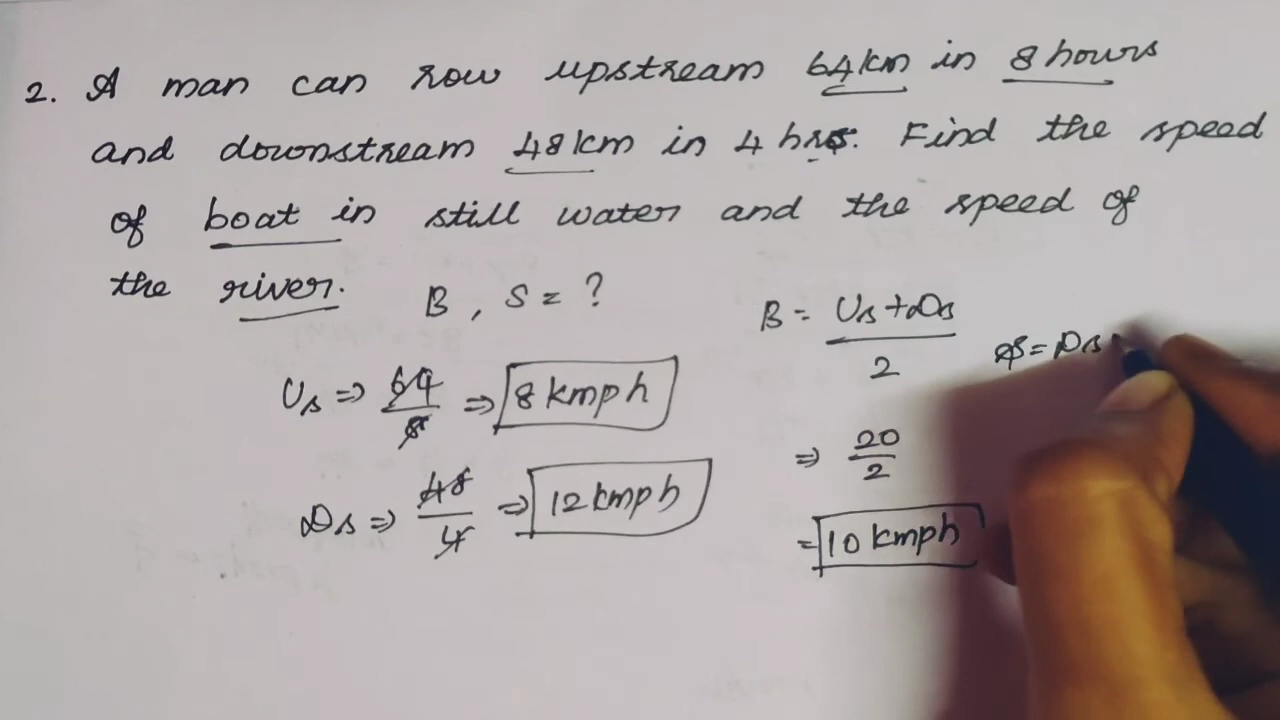 2. A man can row upstream 64km in 8 hours
and downstream 48km in 4 hrs. Find the speed
of boat in still water and the speed of
the river. B, S = ?
Us ⇒ 64/8 ⇒ 8 kmph
Ds ⇒ 48/4 ⇒ 12 kmph
B = Us + Ds / 2
⇒ 20/2
= 10 kmph
S = Ds